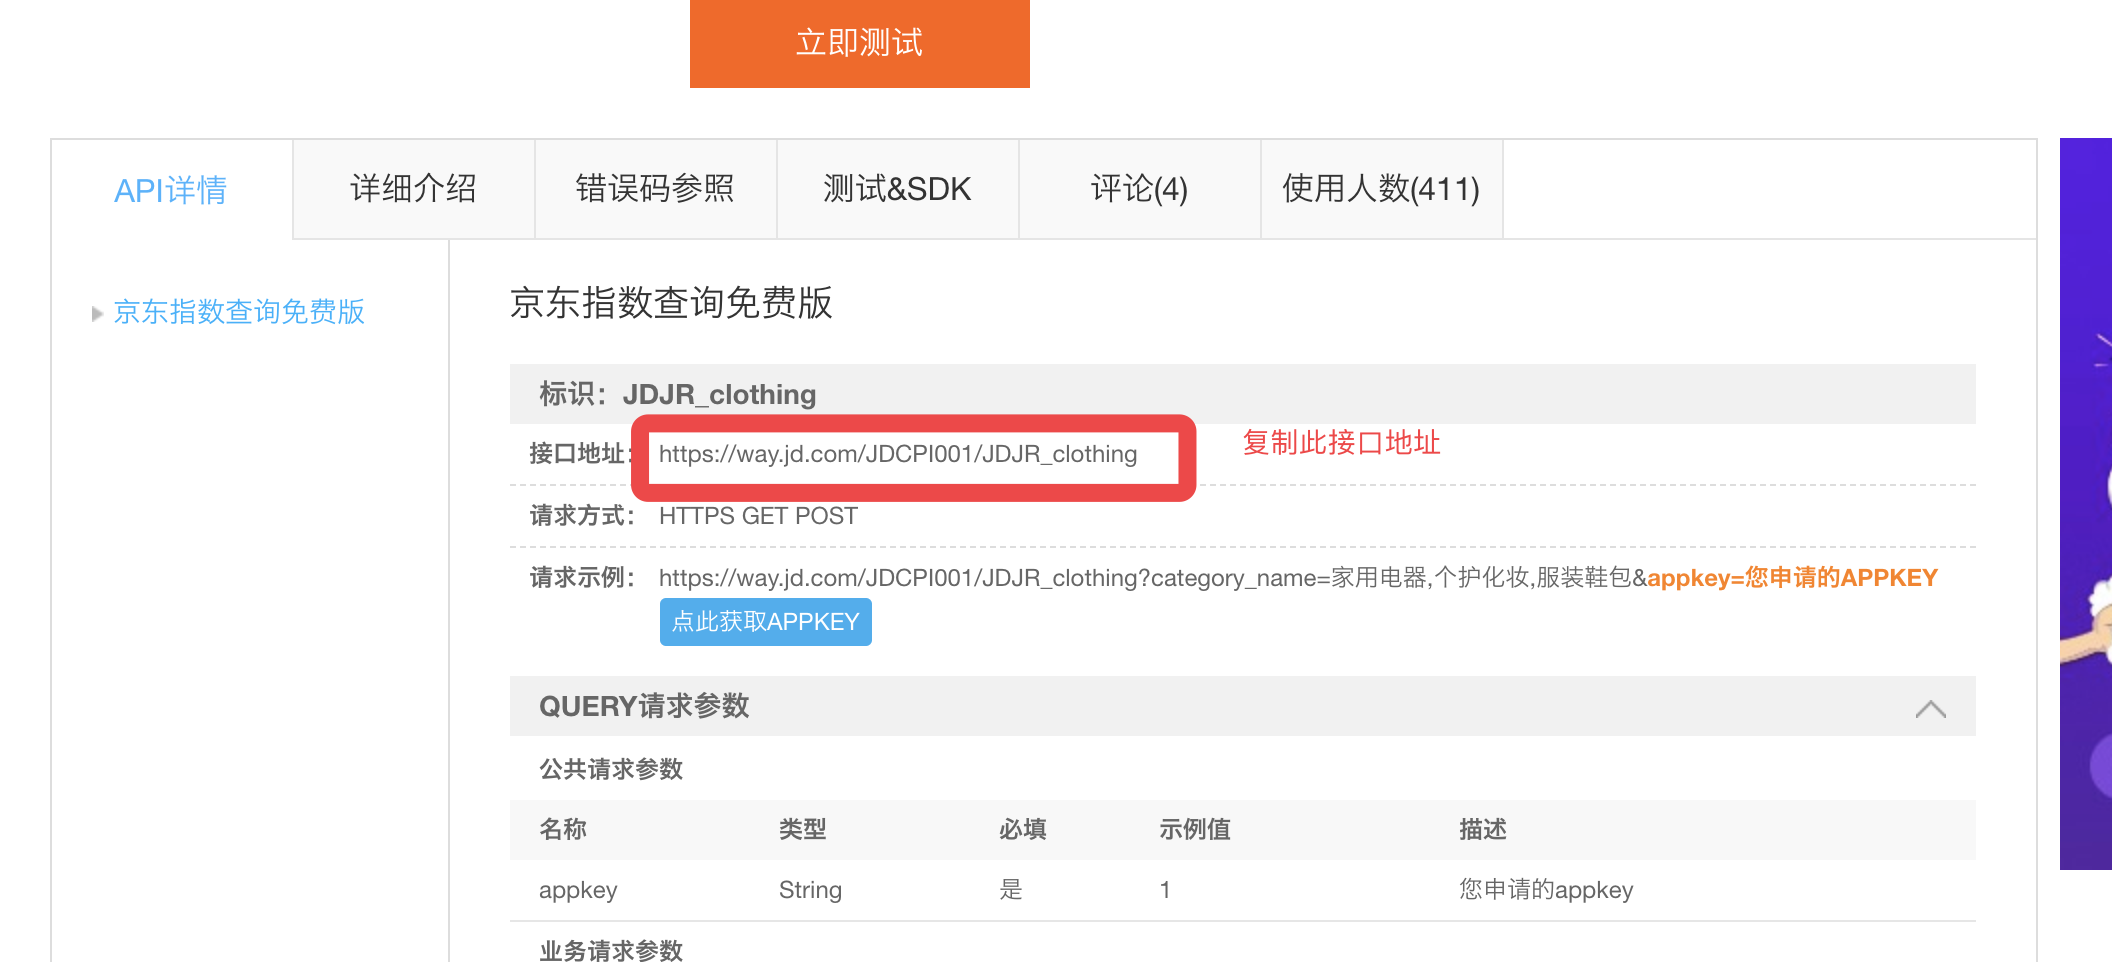 立即测试
API详情
详细介绍
错误码参照
测试&SDK
评论(4)
使用人数(411)
京东指数查询免费版
京东指数查询免费版
标识：JDJR_clothing
接口地址: https://way.jd.com/JDCPI001/JDJR_clothing
复制此接口地址
请求方式： HTTPS GET POST
请求示例： https://way.jd.com/JDCPI001/JDJR_clothing?category_name=家用电器,个护化妆,服装鞋包&appkey=您申请的APPKEY
点此获取APPKEY
QUERY请求参数
公共请求参数
名称 类型 必填 示例值 描述
appkey String 是 1 您申请的appkey
业务请求参数